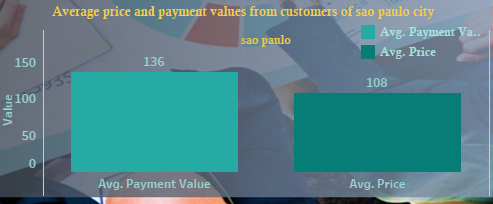 Average price and payment values from customers of sao paulo city
sao paulo
Avg. Payment Va..
Avg. Price
Value
150
100
50
0
136
108
Avg. Payment Value
Avg. Price